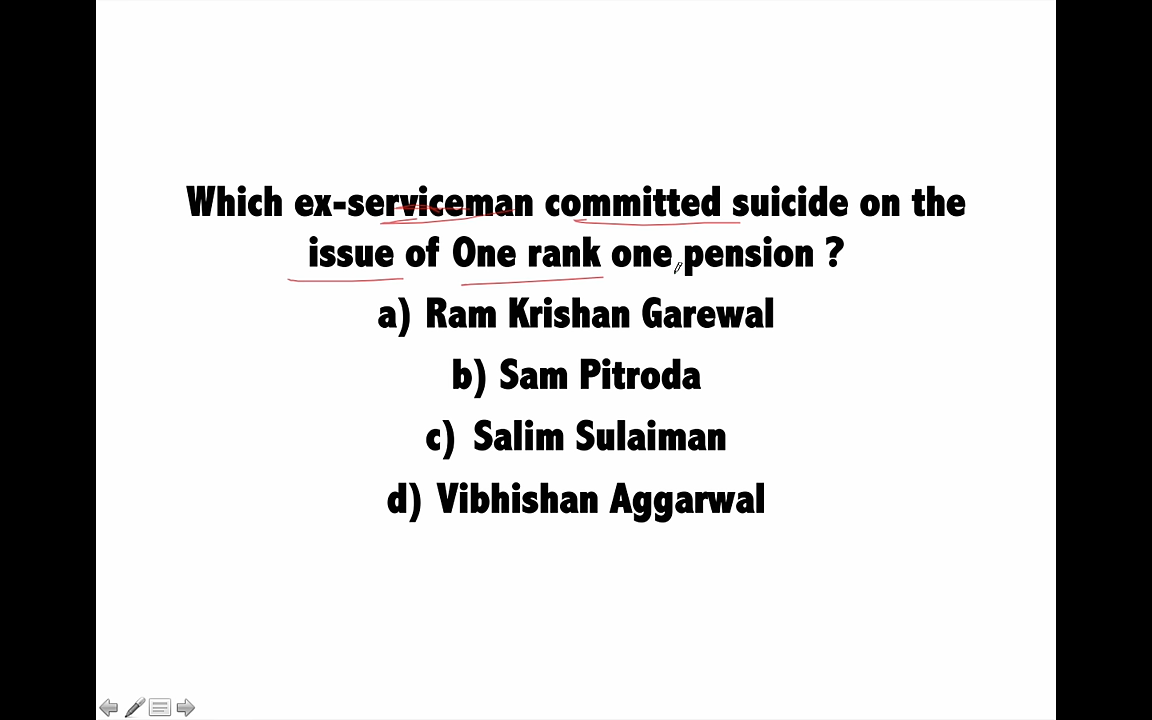 Which ex-serviceman committed suicide on the
issue of One rank one pension ?
a) Ram Krishan Garewal
b) Sam Pitroda
c) Salim Sulaiman
d) Vibhishan Aggarwal